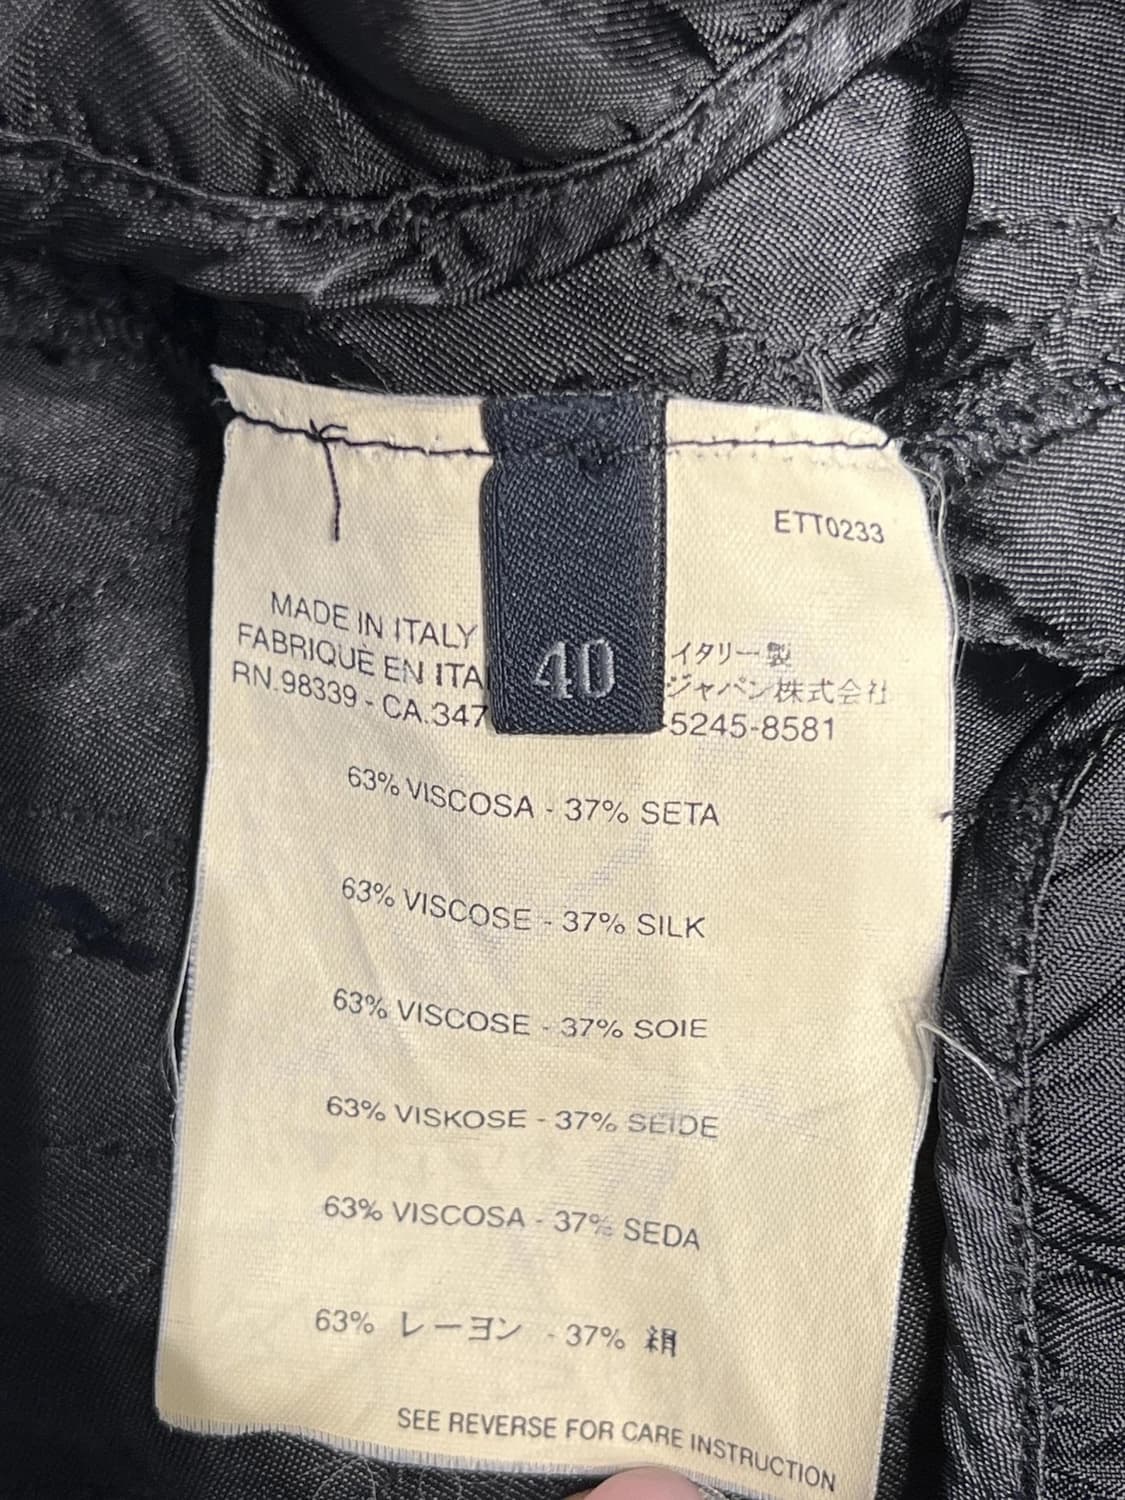 ETT0233
MADE IN ITALY
FABRIQUÈ EN ITA
RN.98339 - CA.347
40
イタリー製
ジャパン株式会社
-5245-8581
63% VISCOSA - 37% SETA
63% VISCOSE - 37% SILK
63% VISCOSE - 37% SOIE
63% VISKOSE - 37% SEIDE
63% VISCOSA - 37% SEDA
63% レーヨン - 37% 絹
SEE REVERSE FOR CARE INSTRUCTION